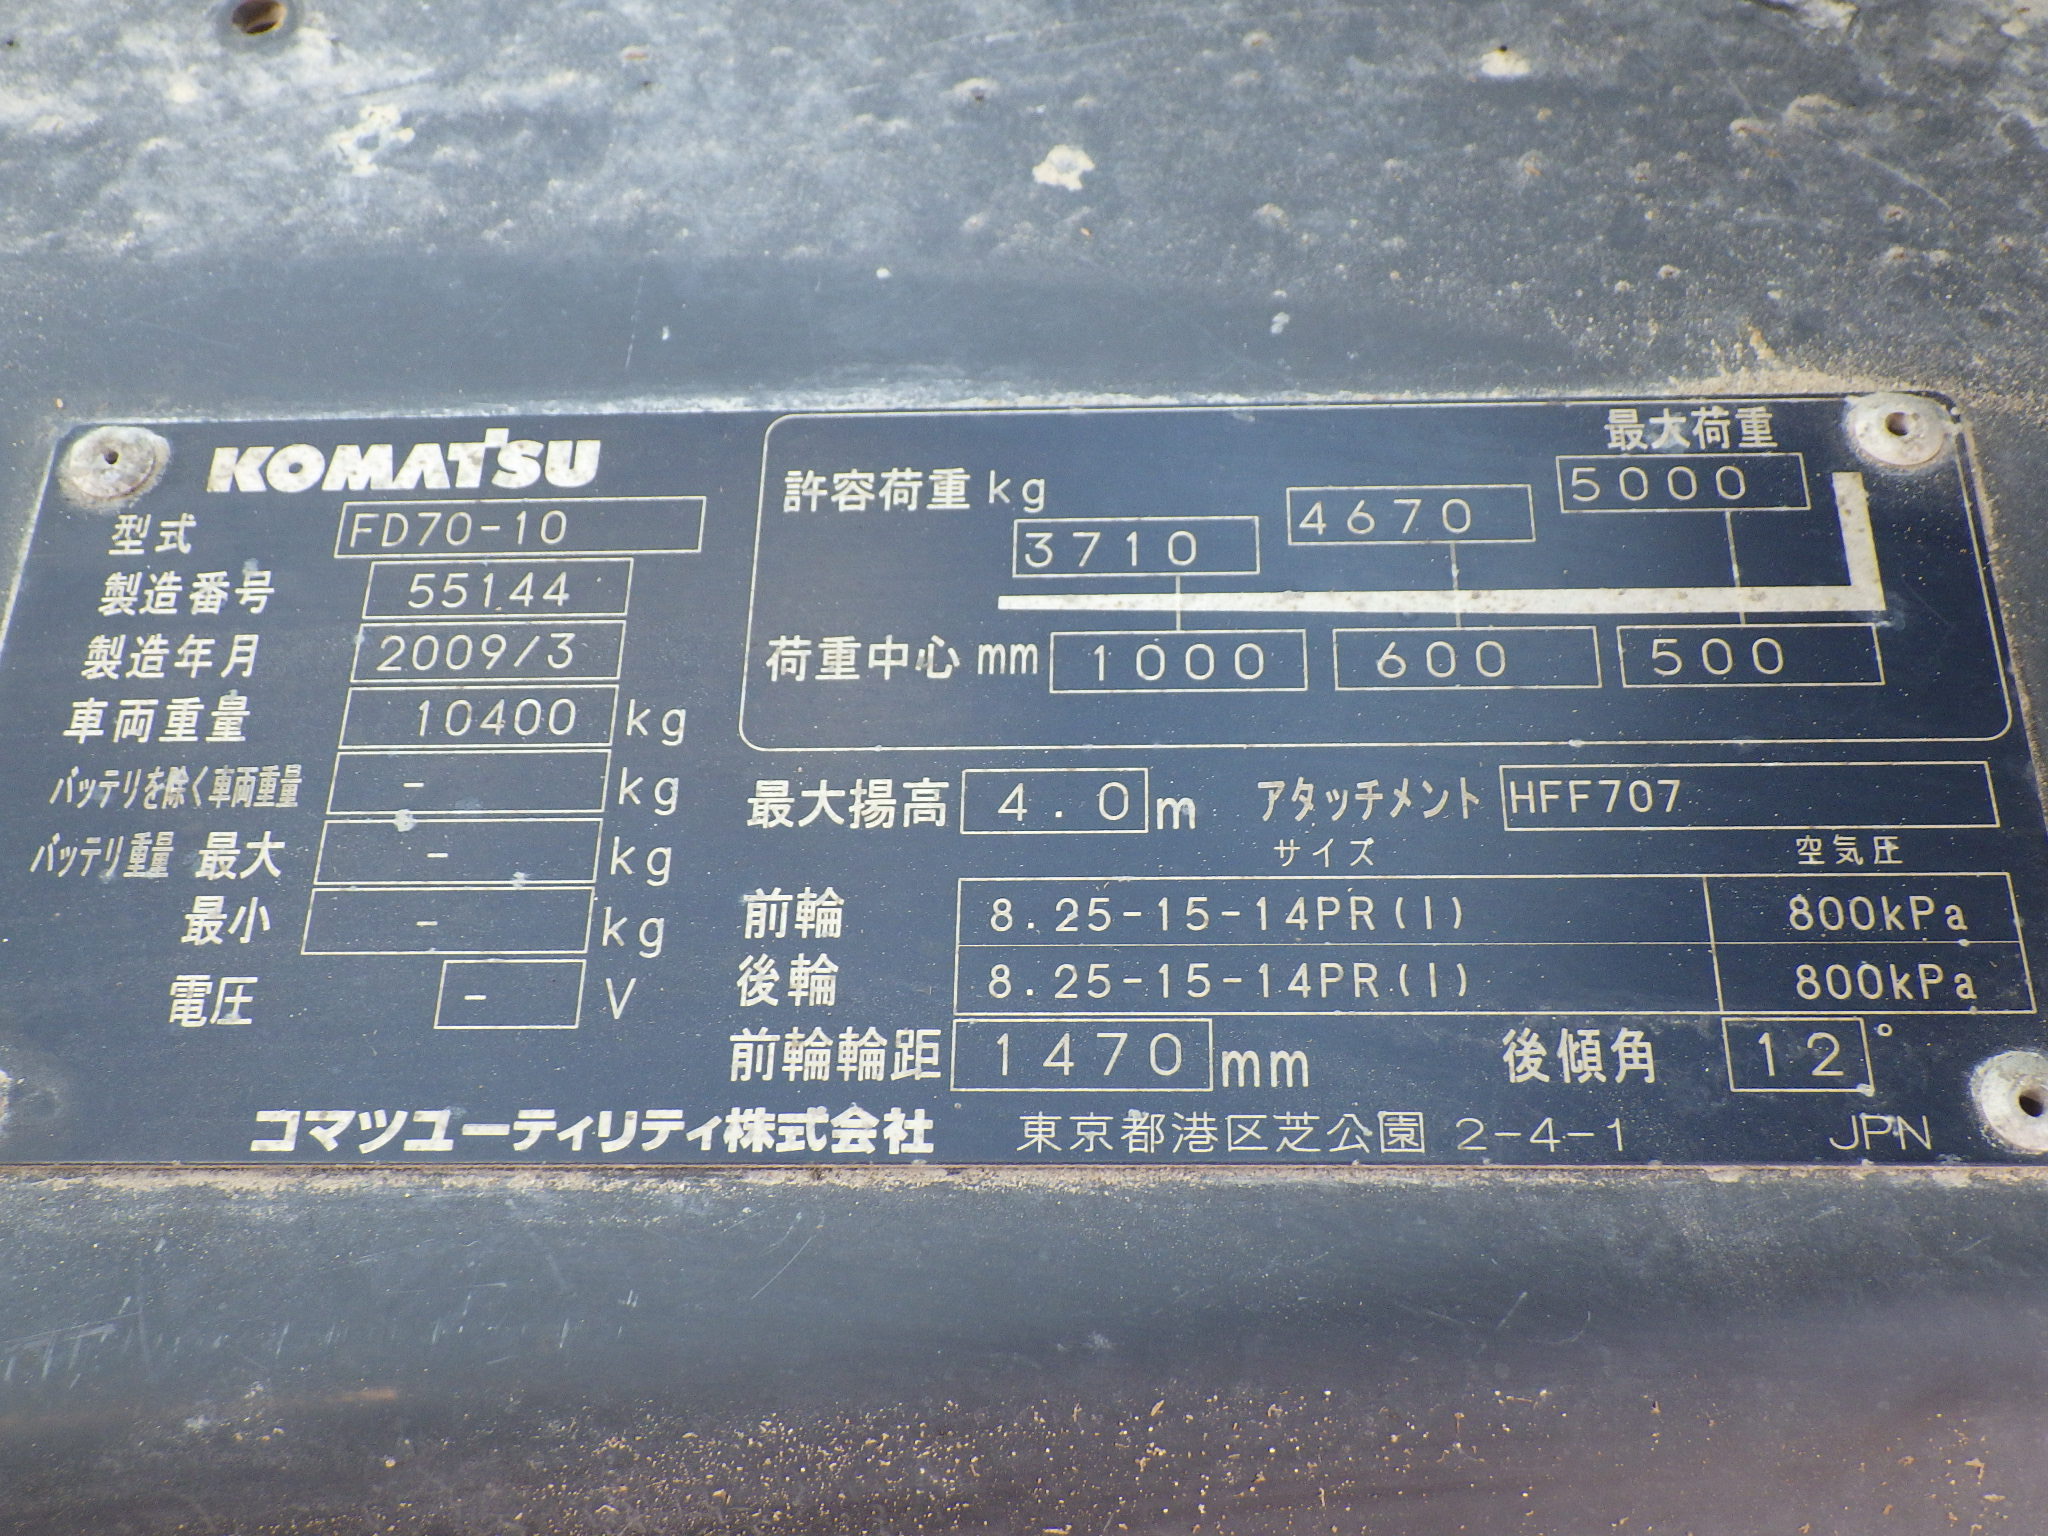 KOMATSU
型式 FD70-10
製造番号 55144
製造年月 2009/3
車両重量 10400 kg
バッテリを除く車両重量 - kg
バッテリ重量 最大 - kg
最小 - kg
電圧 - V
最大荷重
許容荷重 kg 3710 4670 5000
荷重中心 mm 1000 600 500
最大揚高 4.0 m アタッチメント HFF707
サイズ 空気圧
前輪 8.25-15-14PR(I) 800kPa
後輪 8.25-15-14PR(I) 800kPa
前輪輪距 1470 mm 後傾角 12°
コマツユーティリティ株式会社 東京都港区芝公園 2-4-1 JPN